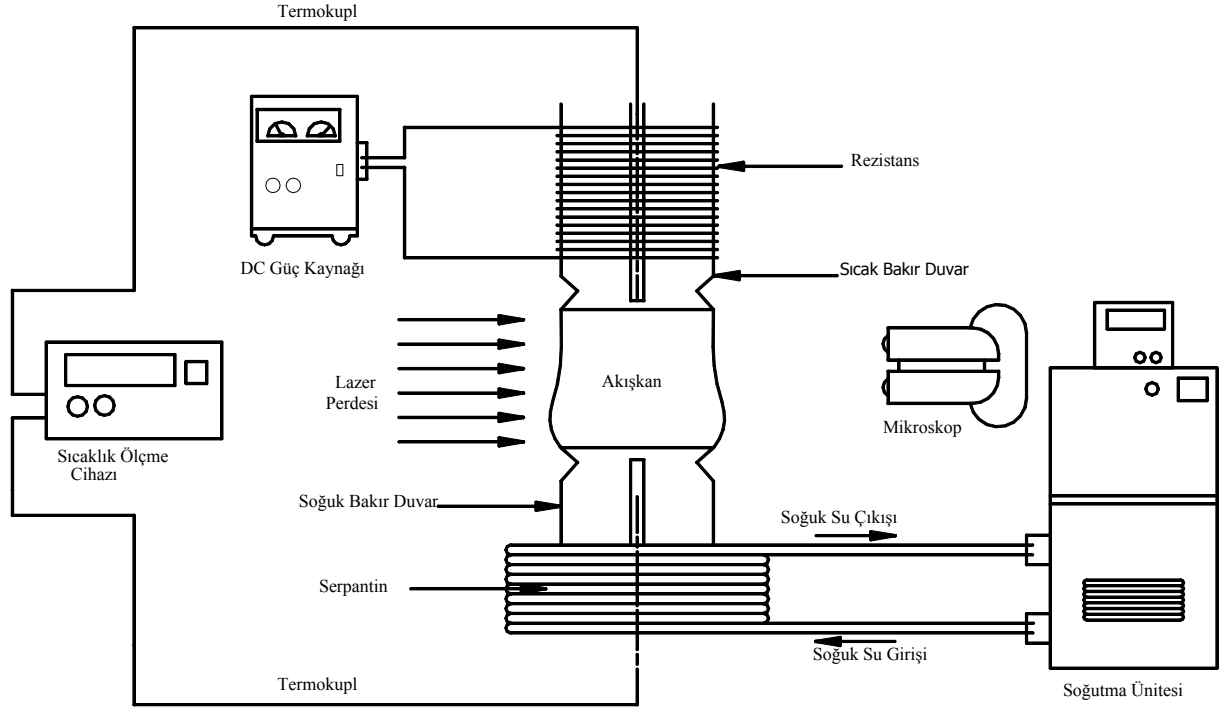 Termokupl
Rezistans
DC Güç Kaynağı
Sıcak Bakır Duvar
Lazer
Perdesi
Akışkan
Mikroskop
Sıcaklık Ölçme
Cihazı
Soğuk Bakır Duvar
Soğuk Su Çıkışı
Serpantin
Soğuk Su Girişi
Termokupl
Soğutma Ünitesi